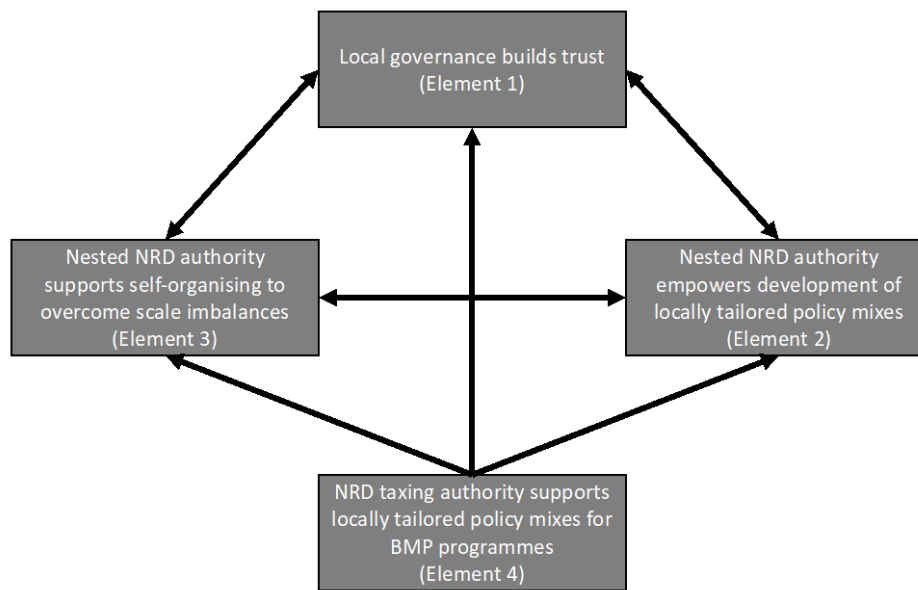 Local governance builds trust
(Element 1)
Nested NRD authority
supports self-organising to
overcome scale imbalances
(Element 3)
Nested NRD authority
empowers development of
locally tailored policy mixes
(Element 2)
NRD taxing authority supports
locally tailored policy mixes for
BMP programmes
(Element 4)